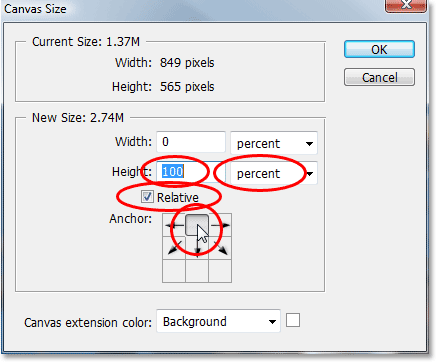 Canvas Size
Current Size: 1.37M
Width: 849 pixels
Height: 565 pixels
OK
Cancel
New Size: 2.74M
Width: 0 percent
Height: 100 percent
Relative
Anchor:
Canvas extension color: Background